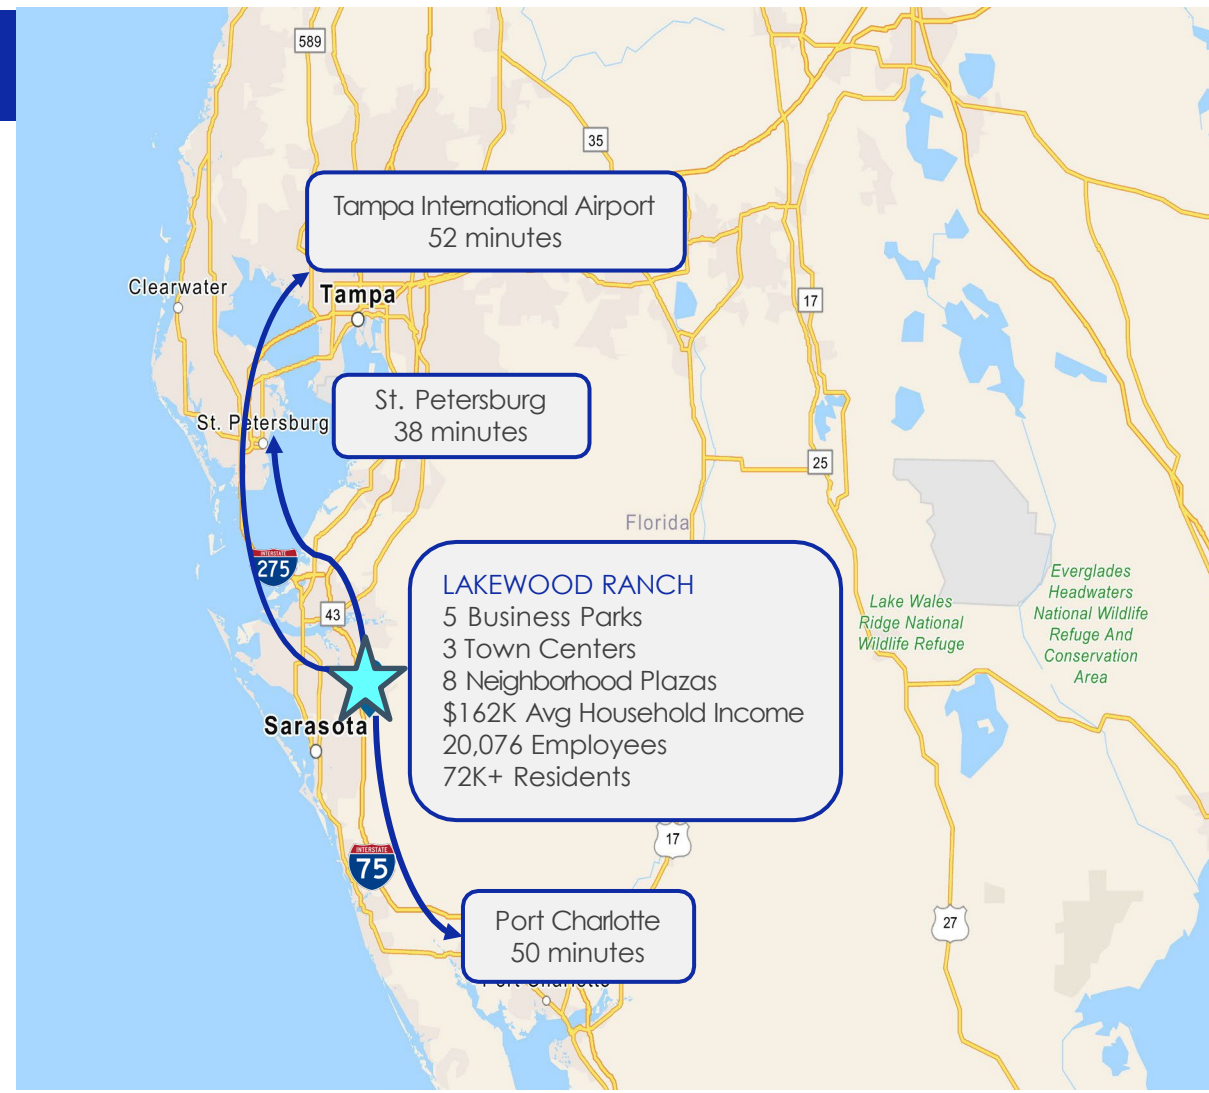 589
35
Tampa International Airport
52 minutes
Clearwater
Tampa
17
St. Petersburg
38 minutes
St. Petersburg
25
Florida
INTERSTATE
275
43
LAKEWOOD RANCH
5 Business Parks
3 Town Centers
8 Neighborhood Plazas
$162K Avg Household Income
20,076 Employees
72K+ Residents
Lake Wales
Ridge National
Wildlife Refuge
Everglades
Headwaters
National Wildlife
Refuge And
Conservation
Area
Sarasota
INTERSTATE
75
17
27
Port Charlotte
50 minutes
Port Charlotte